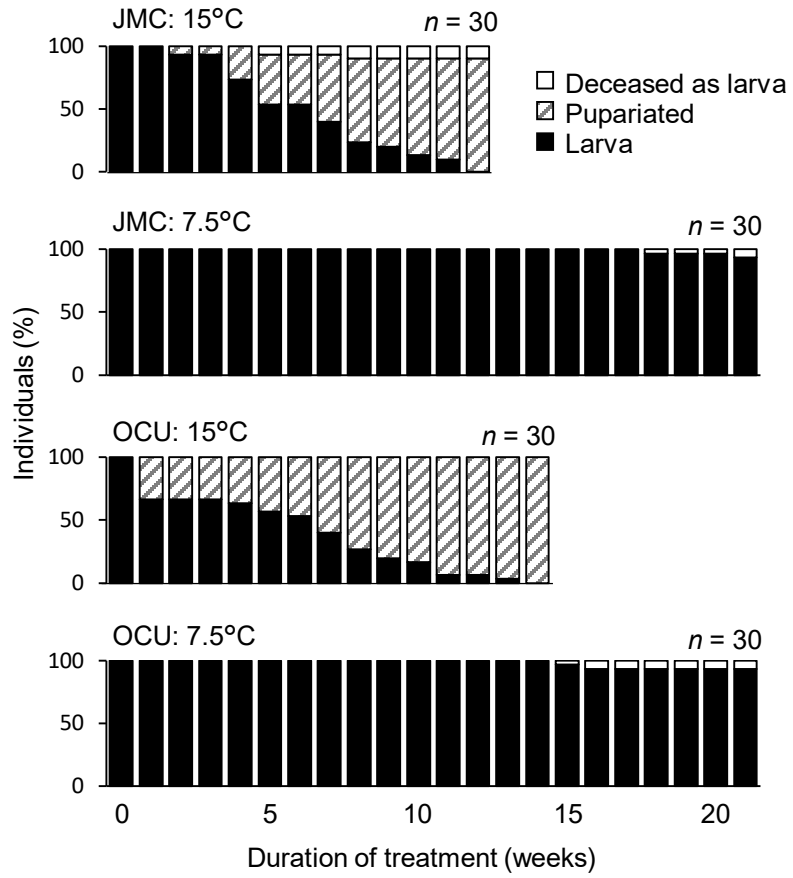 JMC: 15°C n = 30
100
50
0
Deceased as larva
Pupariated
Larva
JMC: 7.5°C n = 30
100
50
0
Individuals (%)
OCU: 15°C n = 30
100
50
0
OCU: 7.5°C n = 30
100
50
0
0 5 10 15 20
Duration of treatment (weeks)